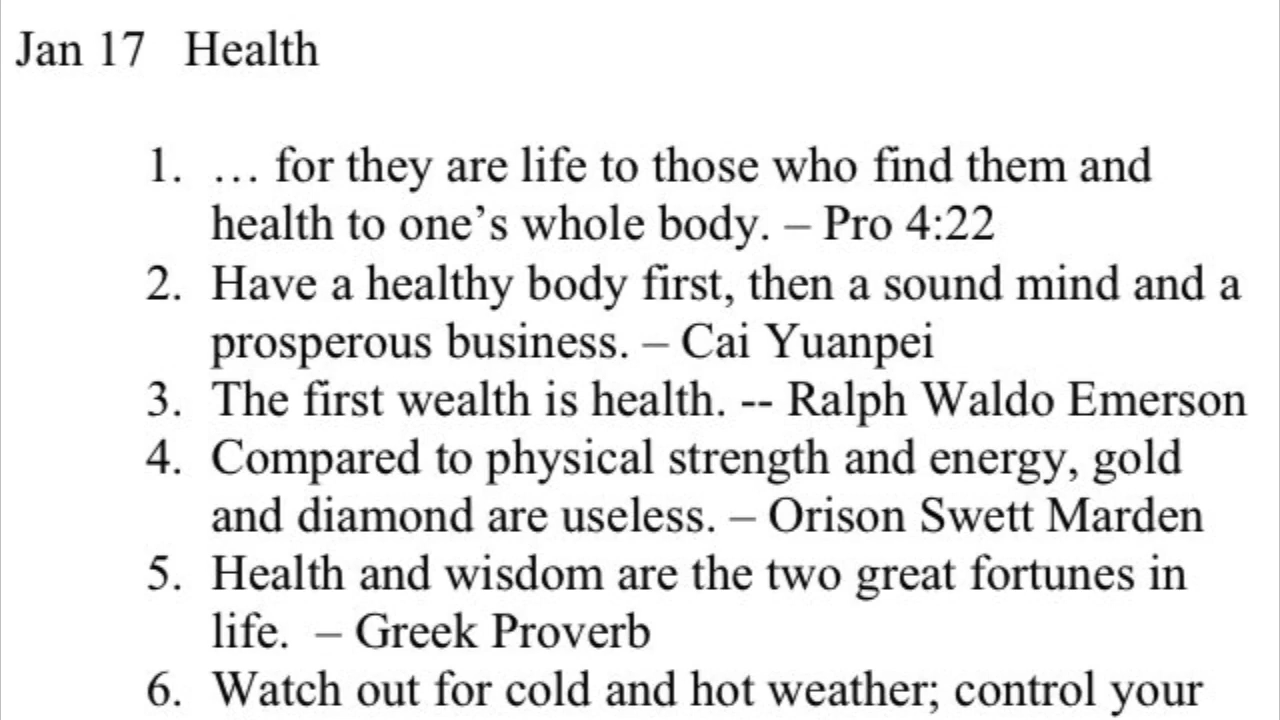 Jan 17 Health
1. … for they are life to those who find them and
health to one’s whole body. – Pro 4:22
2. Have a healthy body first, then a sound mind and a
prosperous business. – Cai Yuanpei
3. The first wealth is health. -- Ralph Waldo Emerson
4. Compared to physical strength and energy, gold
and diamond are useless. – Orison Swett Marden
5. Health and wisdom are the two great fortunes in
life. – Greek Proverb
6. Watch out for cold and hot weather; control your